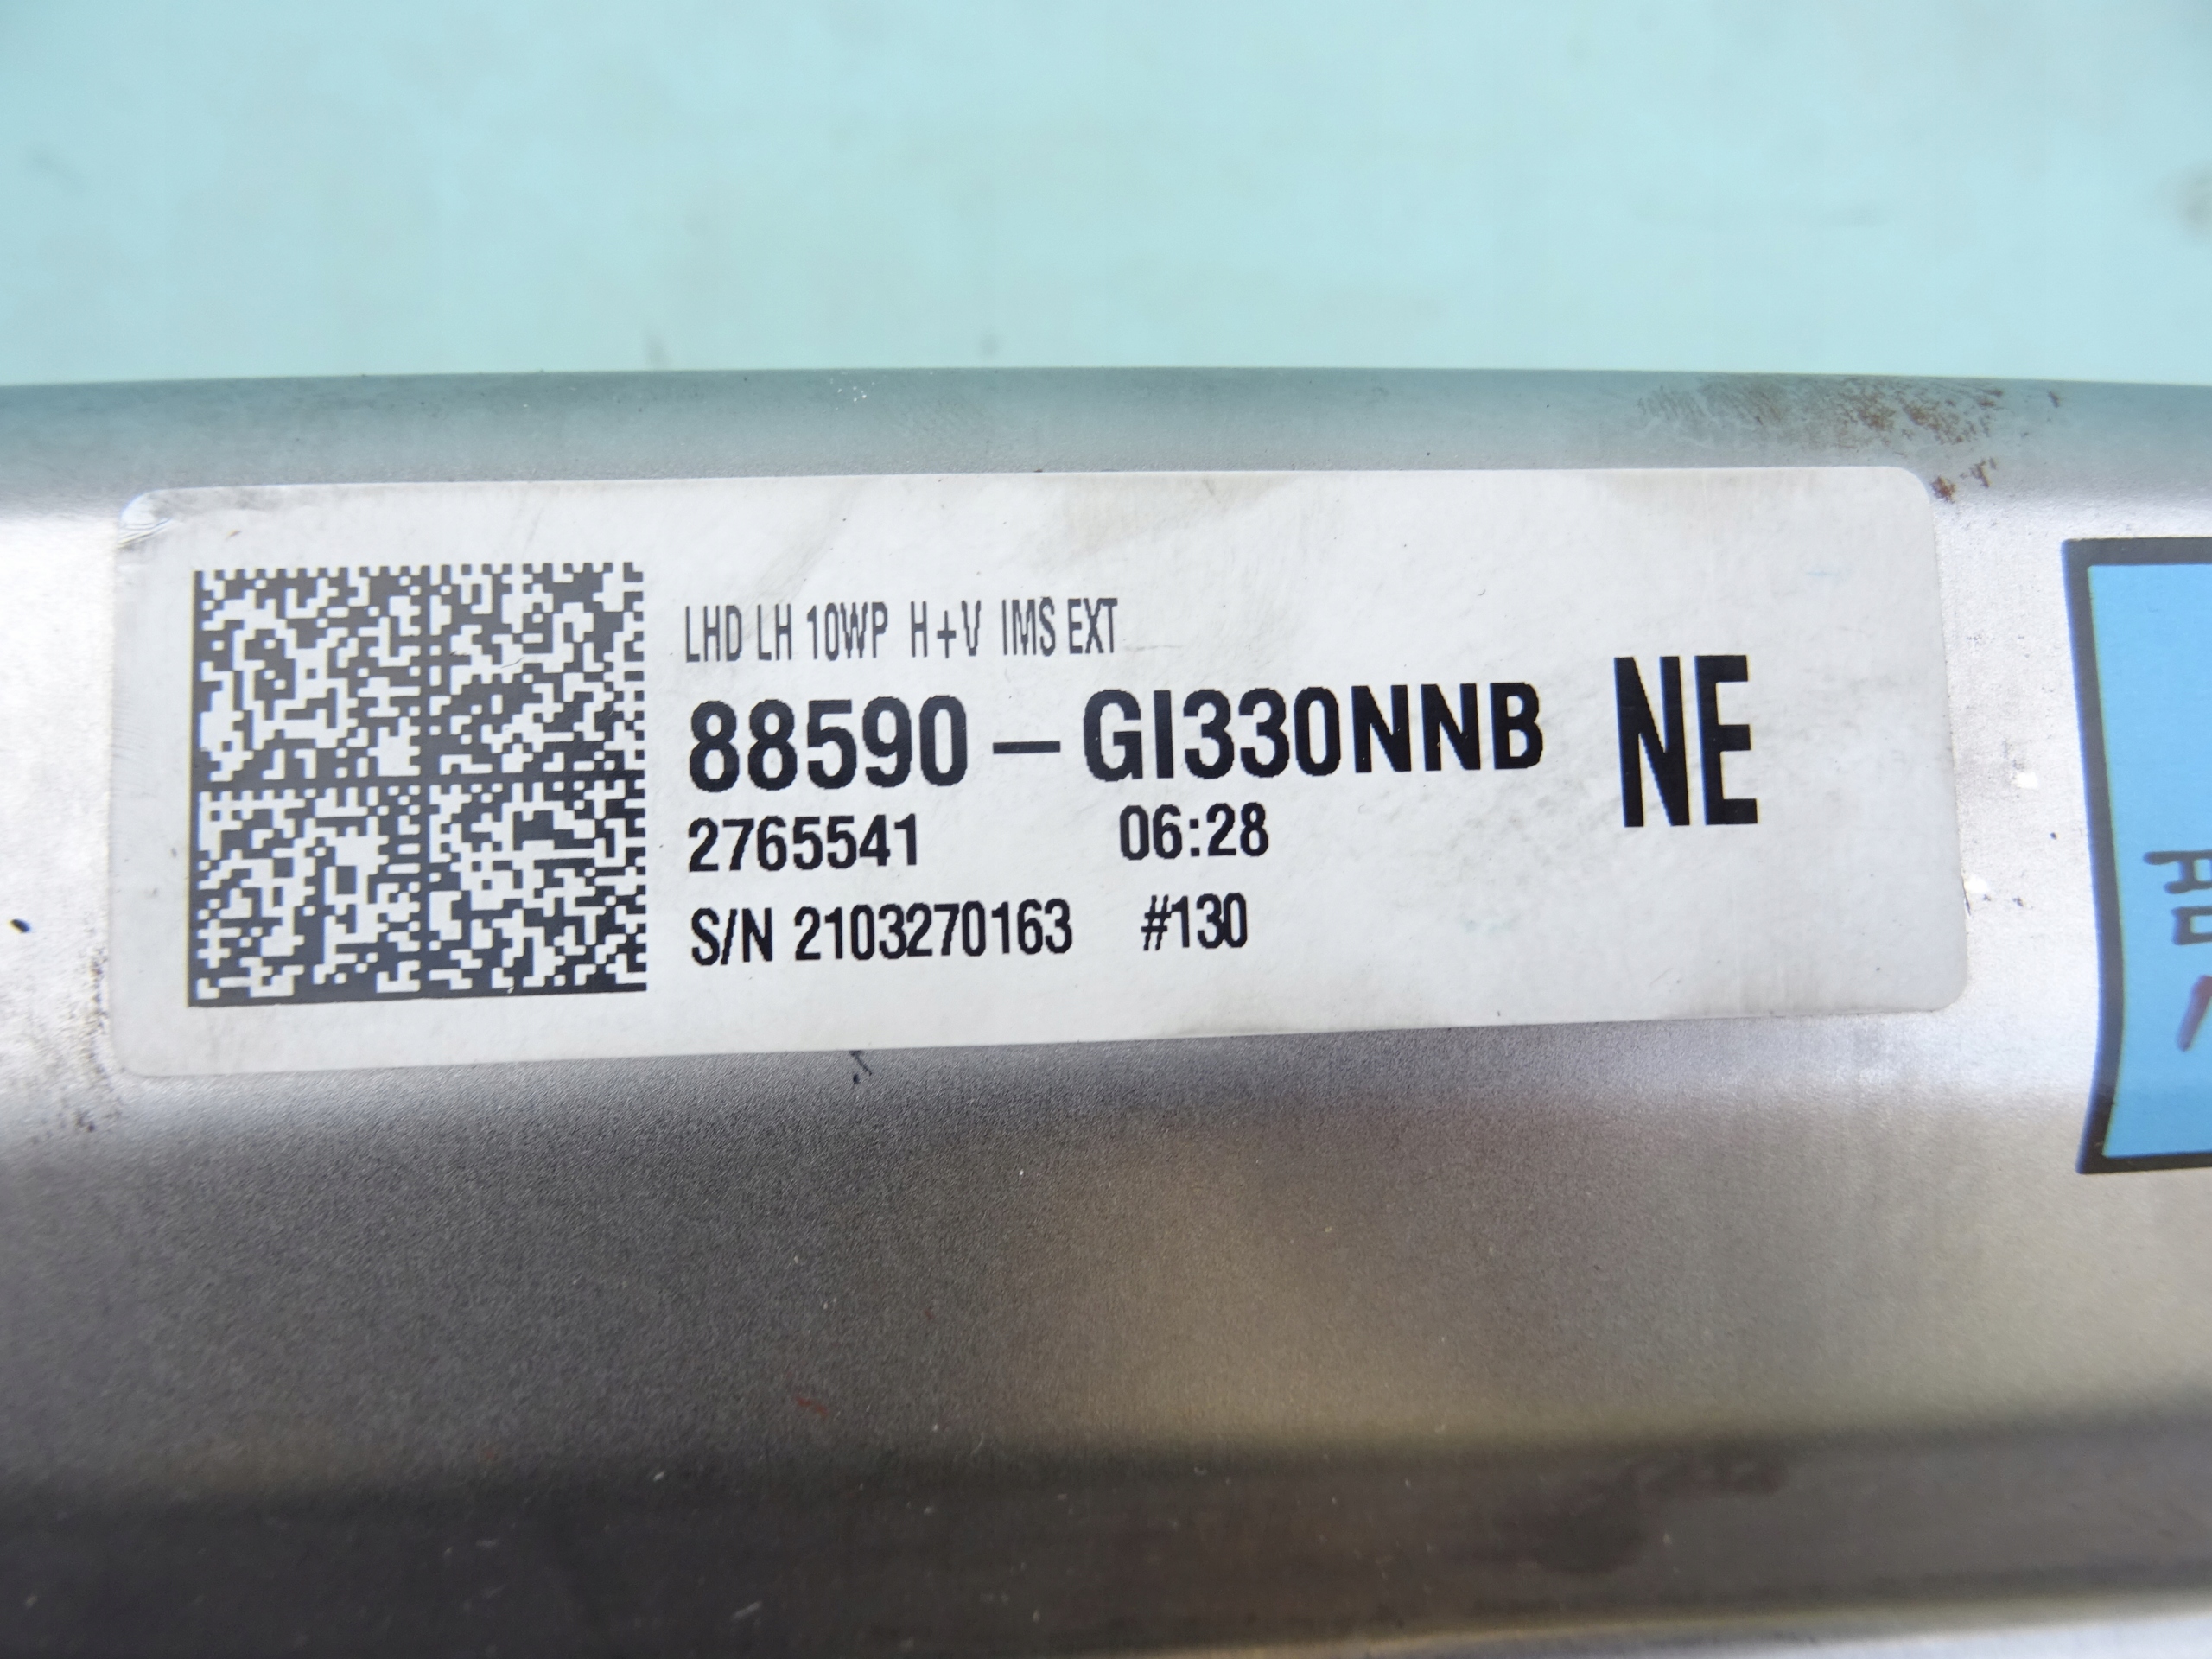 LHD LH 10WP H+V IMS EXT
88590-GI330NNB NE
2765541 06:28
S/N 2103270163 #130